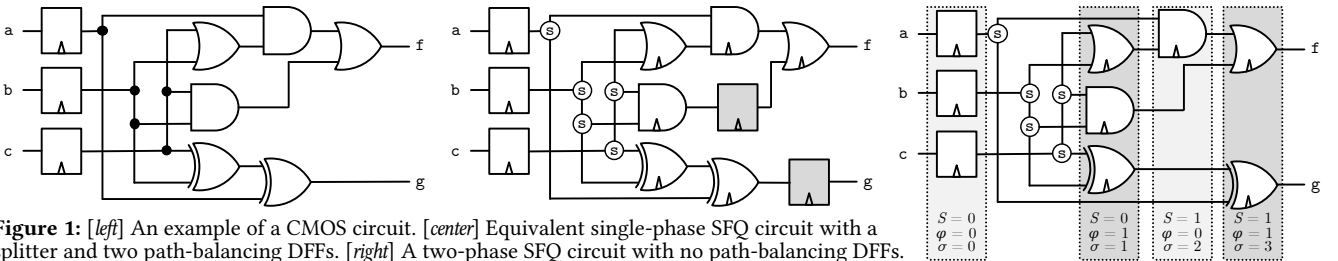 a
b
c
f
g
a
b
c
s
s
s
s
s
f
g
a
b
c
s
s
s
s
s
f
g
S = 0
φ = 0
σ = 0
S = 0
φ = 1
σ = 1
S = 1
φ = 0
σ = 2
S = 1
φ = 1
σ = 3
Figure 1: [left] An example of a CMOS circuit. [center] Equivalent single-phase SFQ circuit with a
splitter and two path-balancing DFFs. [right] A two-phase SFQ circuit with no path-balancing DFFs.